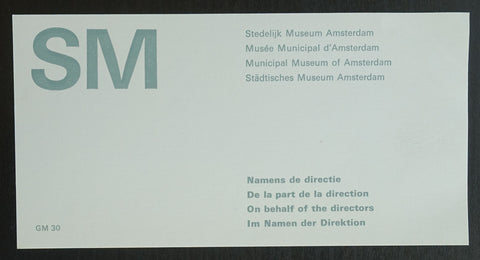 SM
Stedelijk Museum Amsterdam
Musée Municipal d'Amsterdam
Municipal Museum of Amsterdam
Städtisches Museum Amsterdam
Namens de directie
De la part de la direction
On behalf of the directors
Im Namen der Direktion
GM 30